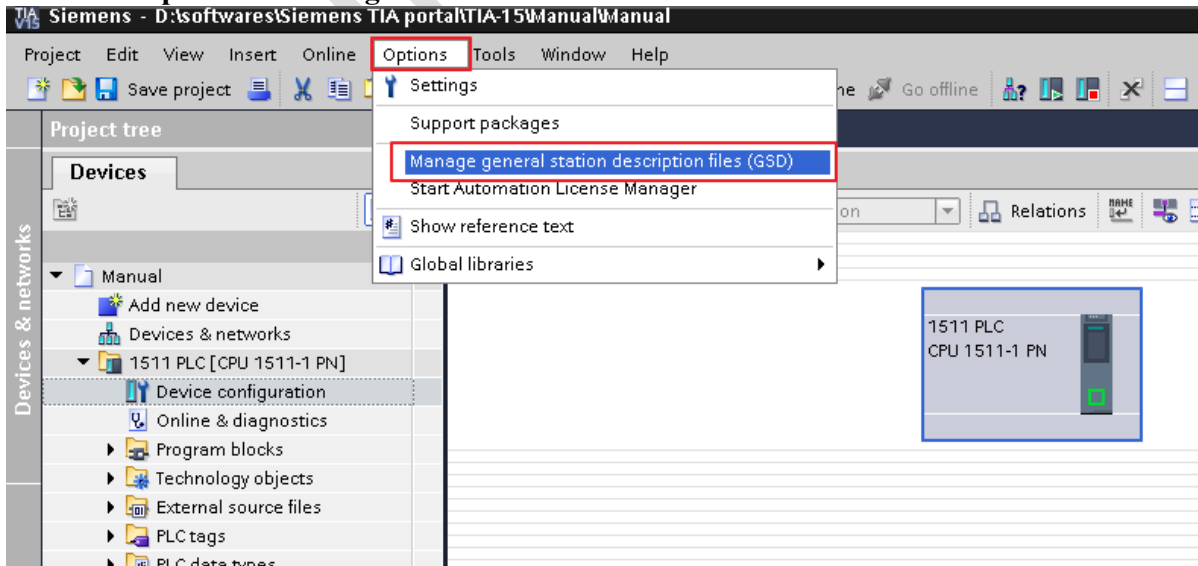 Siemens - D:\softwares\Siemens TIA portal\TIA-15\Manual\Manual
Project Edit View Insert Online Options Tools Window Help
Save project
Go offline
Settings
Support packages
Manage general station description files (GSD)
Start Automation License Manager
Show reference text
Global libraries
Project tree
Devices
Relations
Devices & networks
Manual
Add new device
Devices & networks
1511 PLC [CPU 1511-1 PN]
Device configuration
Online & diagnostics
Program blocks
Technology objects
External source files
PLC tags
PLC data types
1511 PLC
CPU 1511-1 PN